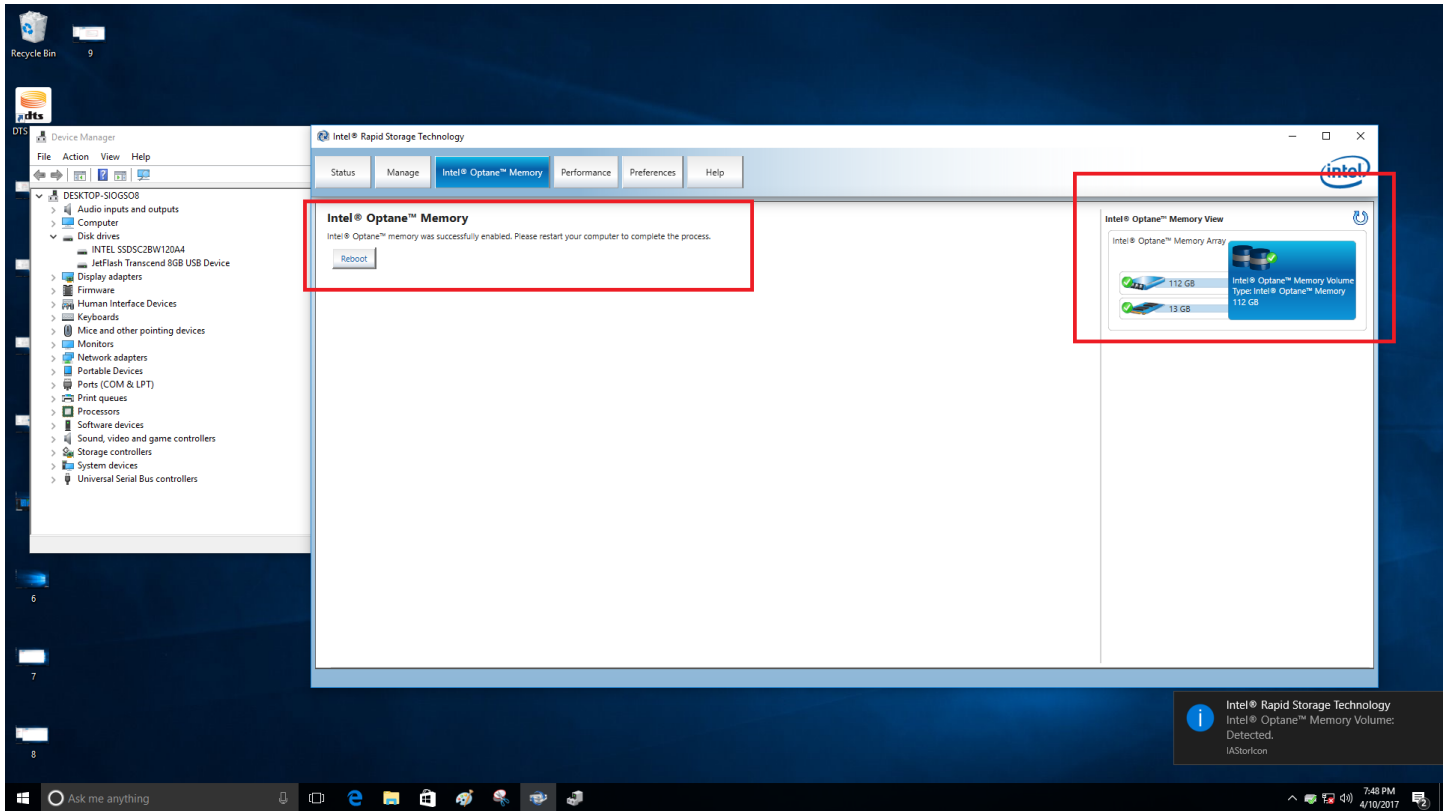 Recycle Bin
9
dts
DTS
Device Manager
File Action View Help
DESKTOP-SIOGSO8
Audio inputs and outputs
Computer
Disk drives
INTEL SSDSC2BW120A4
JetFlash Transcend 8GB USB Device
Display adapters
Firmware
Human Interface Devices
Keyboards
Mice and other pointing devices
Monitors
Network adapters
Portable Devices
Ports (COM & LPT)
Print queues
Processors
Software devices
Sound, video and game controllers
Storage controllers
System devices
Universal Serial Bus controllers
6
7
8
Intel® Rapid Storage Technology
Status Manage Intel® Optane™ Memory Performance Preferences Help
intel
Intel® Optane™ Memory
Intel® Optane™ memory was successfully enabled. Please restart your computer to complete the process.
Reboot
Intel® Optane™ Memory View
Intel® Optane™ Memory Array
112 GB
13 GB
Intel® Optane™ Memory Volume
Type: Intel® Optane™ Memory
112 GB
Intel® Rapid Storage Technology
Intel® Optane™ Memory Volume:
Detected.
IAStorIcon
Ask me anything
7:48 PM
4/10/2017
2